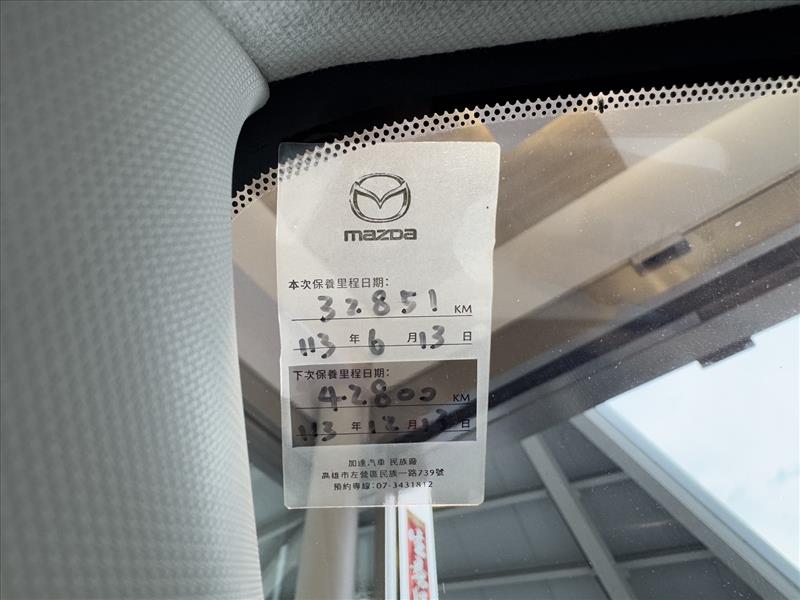 mazda
本次保養里程日期:
32851 KM
113 年 6 月 13 日
下次保養里程日期:
42800 KM
113 年 12 月 13 日
加達汽車 民族廠
高雄市左營區民族一路739號
預約專線:07-3431812